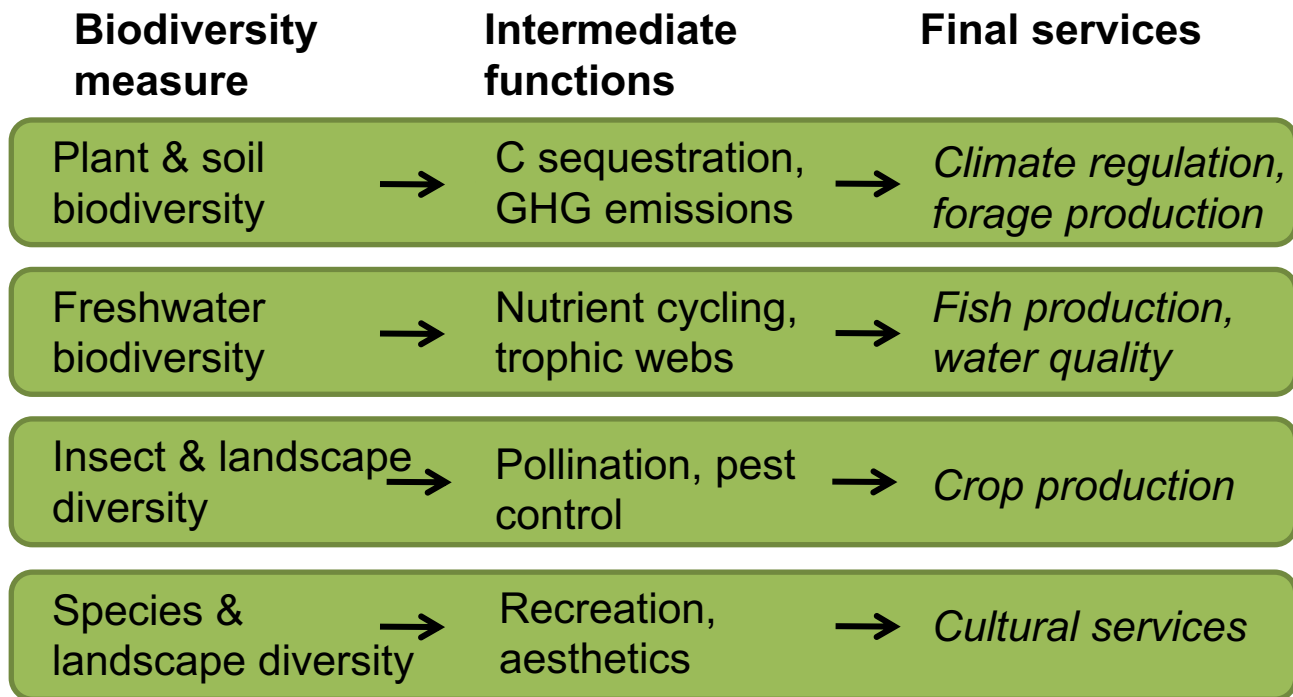 Biodiversity
measure
Intermediate
functions
Final services
Plant & soil
biodiversity
C sequestration,
GHG emissions
Climate regulation,
forage production
Freshwater
biodiversity
Nutrient cycling,
trophic webs
Fish production,
water quality
Insect & landscape
diversity
Pollination, pest
control
Crop production
Species &
landscape diversity
Recreation,
aesthetics
Cultural services